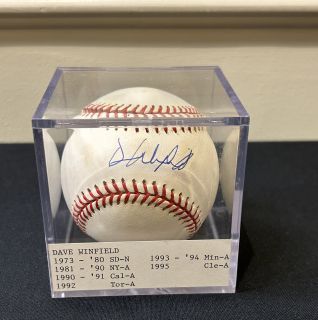 DAVE WINFIELD
1973 - '80 SD-N 1993 - '94 Min-A
1981 - '90 NY-A 1995 Cle-A
1990 - '91 Cal-A
1992 Tor-A